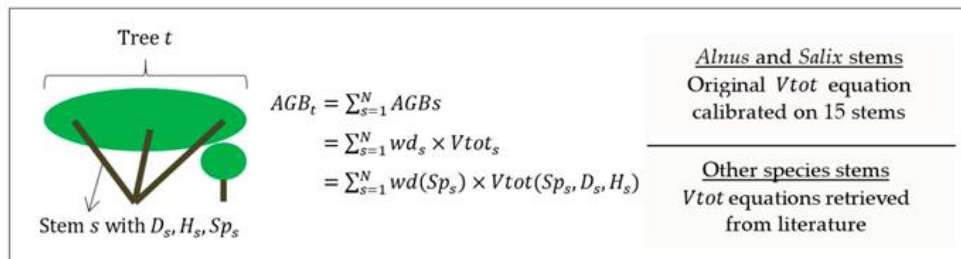 Tree t
Stem s with D_s, H_s, Sp_s
AGB_t = ∑_{s=1}^{N} AGBs
= ∑_{s=1}^{N} wd_s × Vtot_s
= ∑_{s=1}^{N} wd(Sp_s) × Vtot(Sp_s, D_s, H_s)
Alnus and Salix stems
Original Vtot equation
calibrated on 15 stems
Other species stems
Vtot equations retrieved
from literature